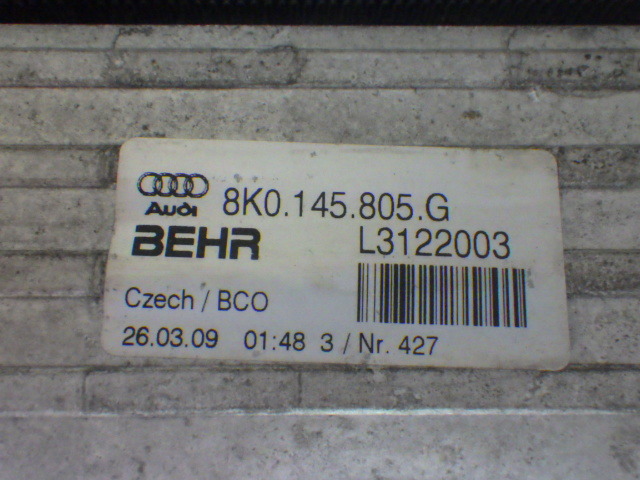 Audi 8K0.145.805.G
BEHR L3122003
Czech / BCO
26.03.09 01:48 3 / Nr. 427